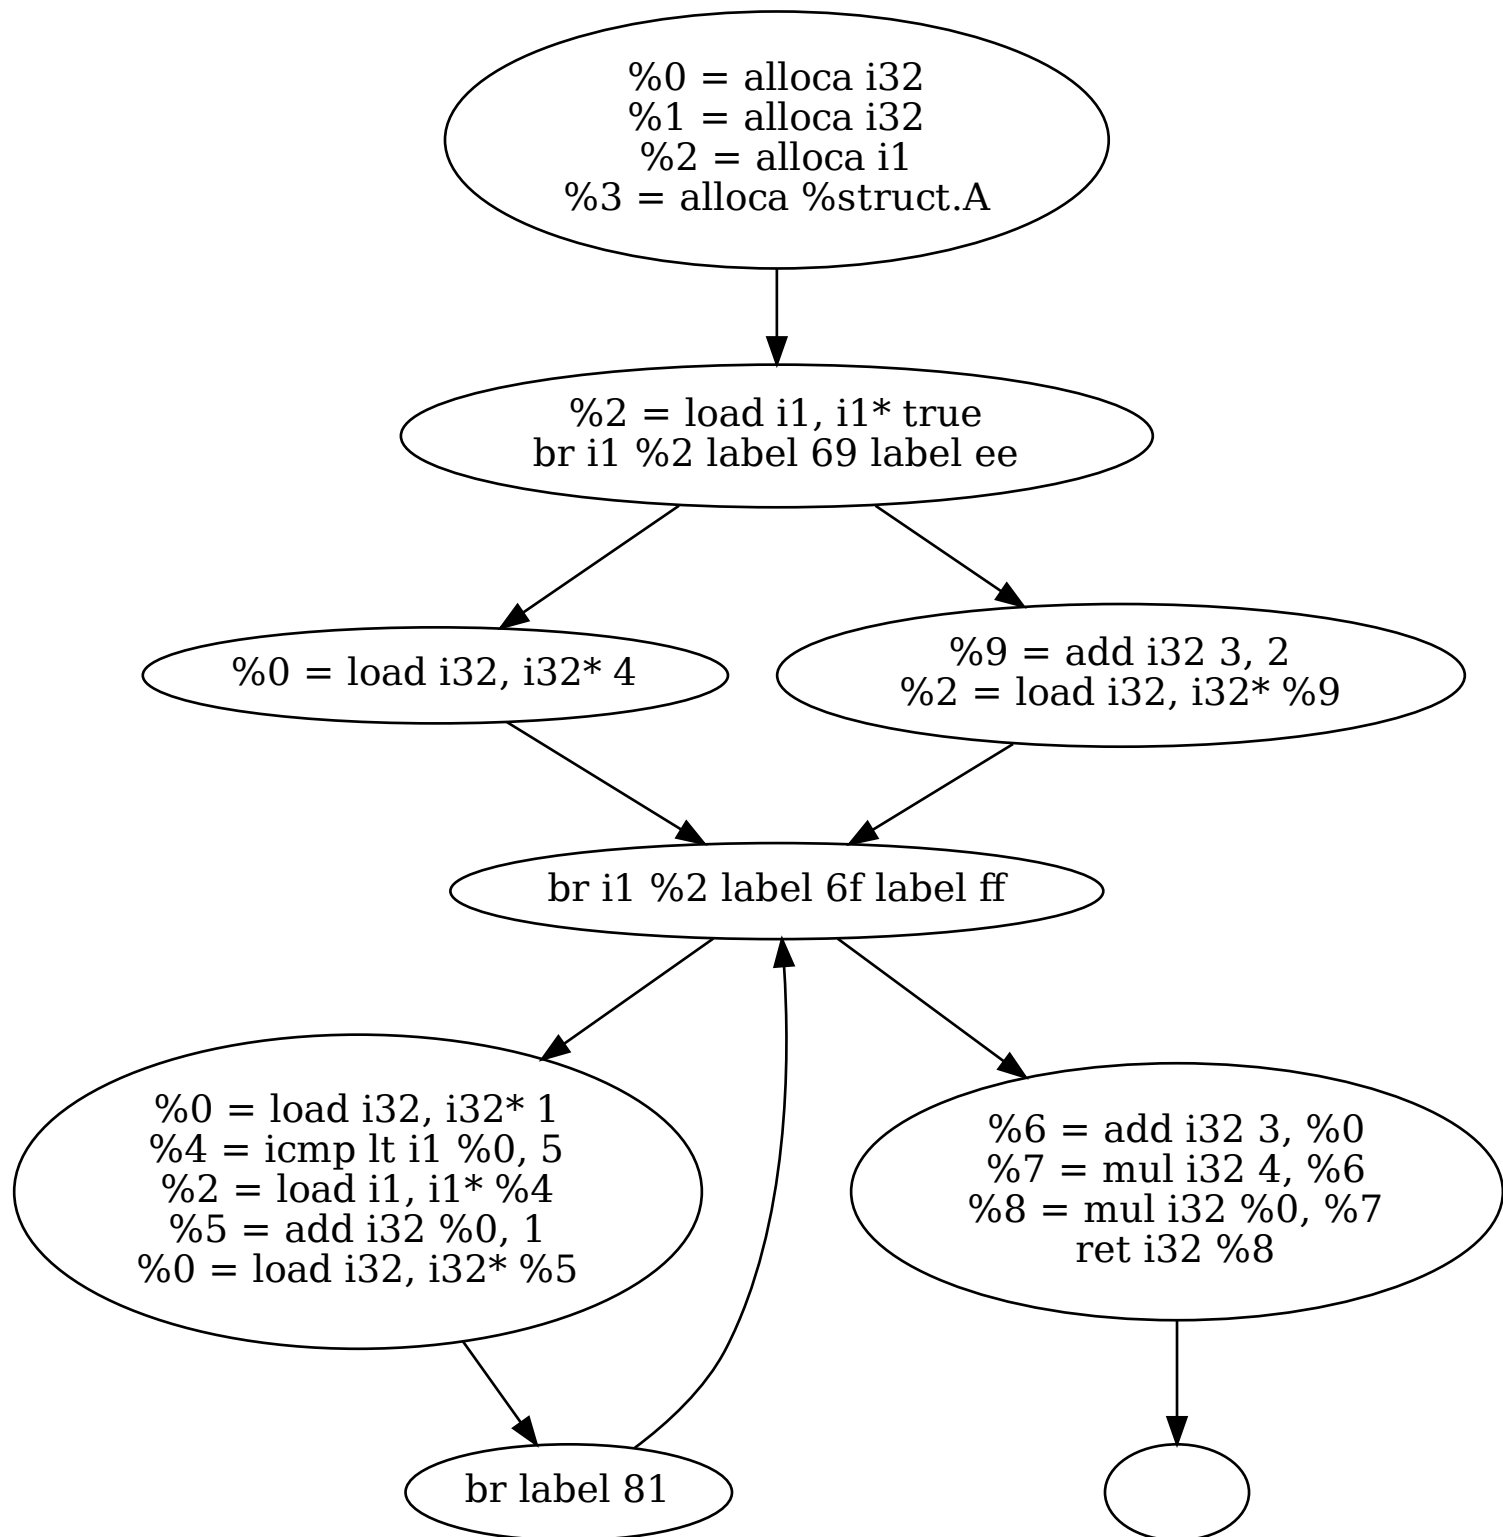 %0 = alloca i32
%1 = alloca i32
%2 = alloca i1
%3 = alloca %struct.A
%2 = load i1, i1* true
br i1 %2 label 69 label ee
%0 = load i32, i32* 4
%9 = add i32 3, 2
%2 = load i32, i32* %9
br i1 %2 label 6f label ff
%0 = load i32, i32* 1
%4 = icmp lt i1 %0, 5
%2 = load i1, i1* %4
%5 = add i32 %0, 1
%0 = load i32, i32* %5
%6 = add i32 3, %0
%7 = mul i32 4, %6
%8 = mul i32 %0, %7
ret i32 %8
br label 81